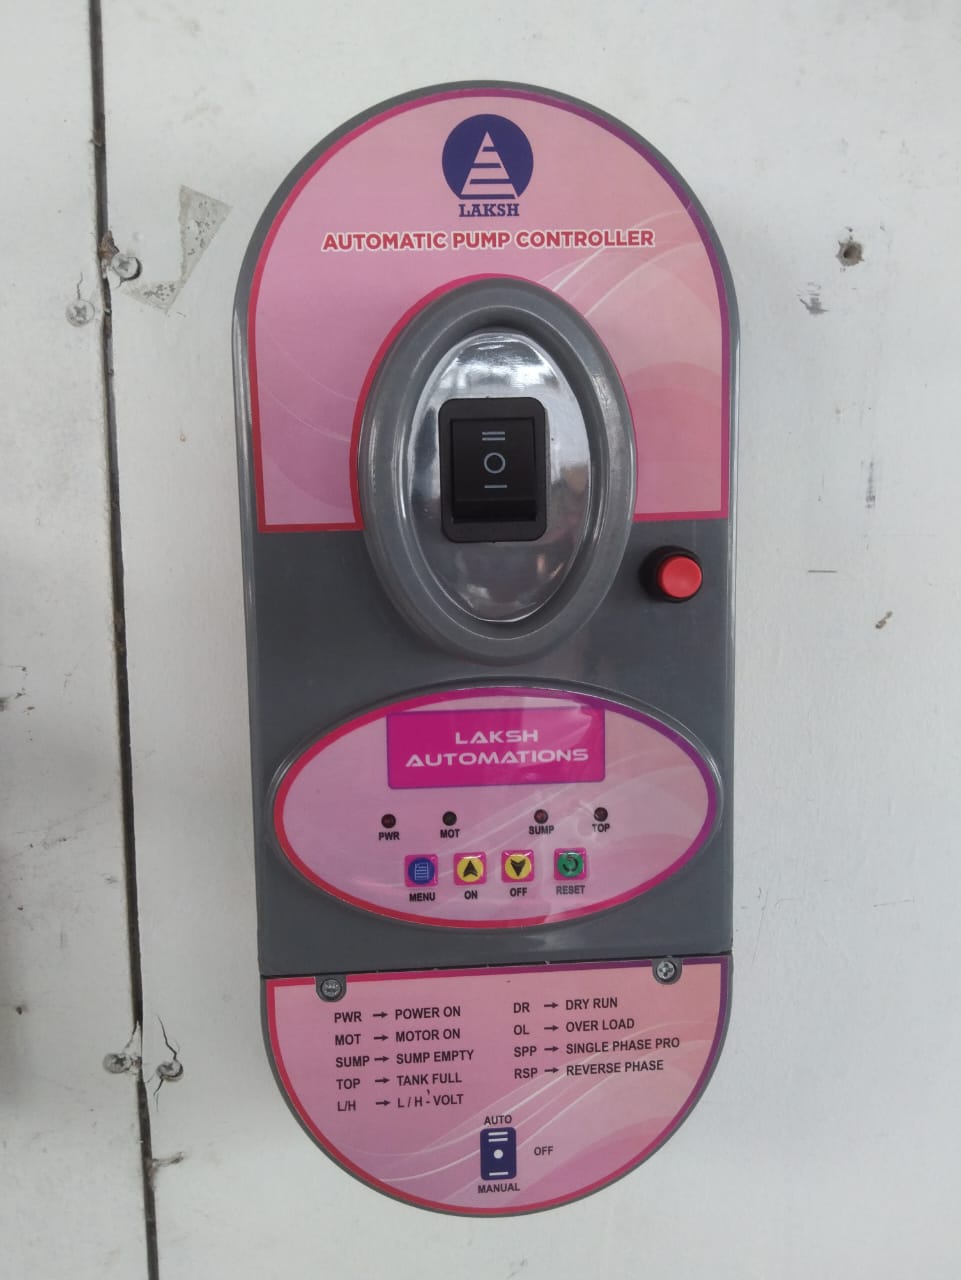 LAKSH
AUTOMATIC PUMP CONTROLLER
LAKSH
AUTOMATIONS
PWR MOT SUMP TOP
MENU ON OFF RESET
PWR → POWER ON
MOT → MOTOR ON
SUMP → SUMP EMPTY
TOP → TANK FULL
L/H → L / H - VOLT
DR → DRY RUN
OL → OVER LOAD
SPP → SINGLE PHASE PRO
RSP → REVERSE PHASE
AUTO
OFF
MANUAL